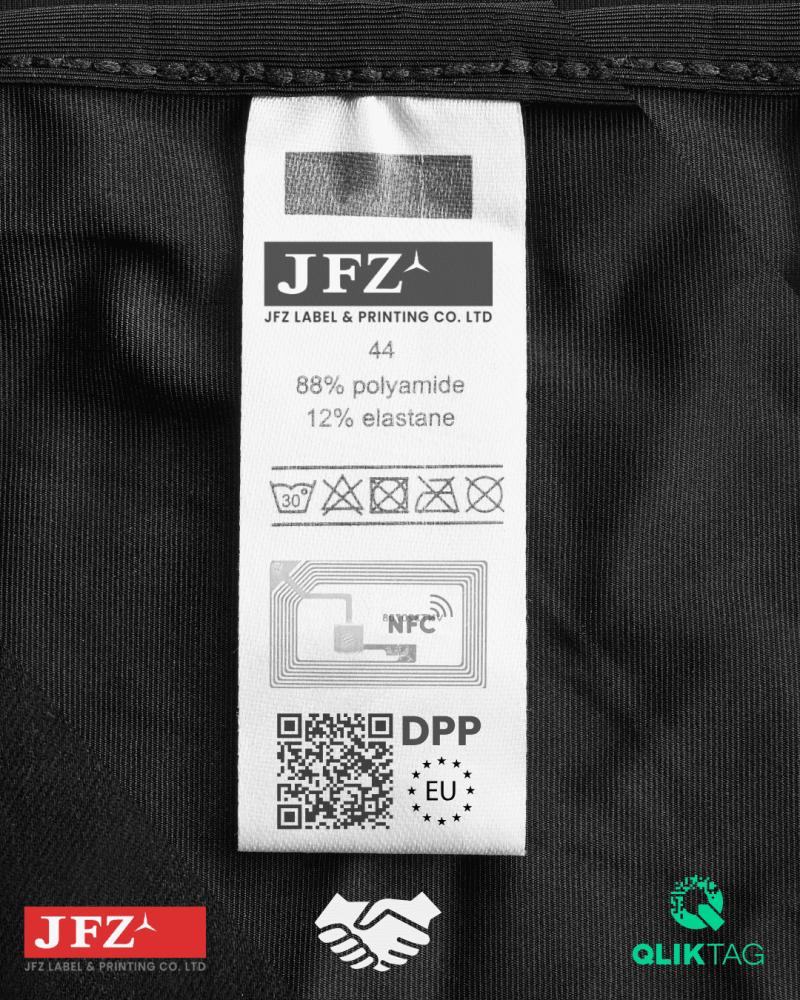 JFZ
JFZ LABEL & PRINTING CO. LTD
44
88% polyamide
12% elastane
30°
NFC
DPP
EU
JFZ
JFZ LABEL & PRINTING CO. LTD
QLIKTAG